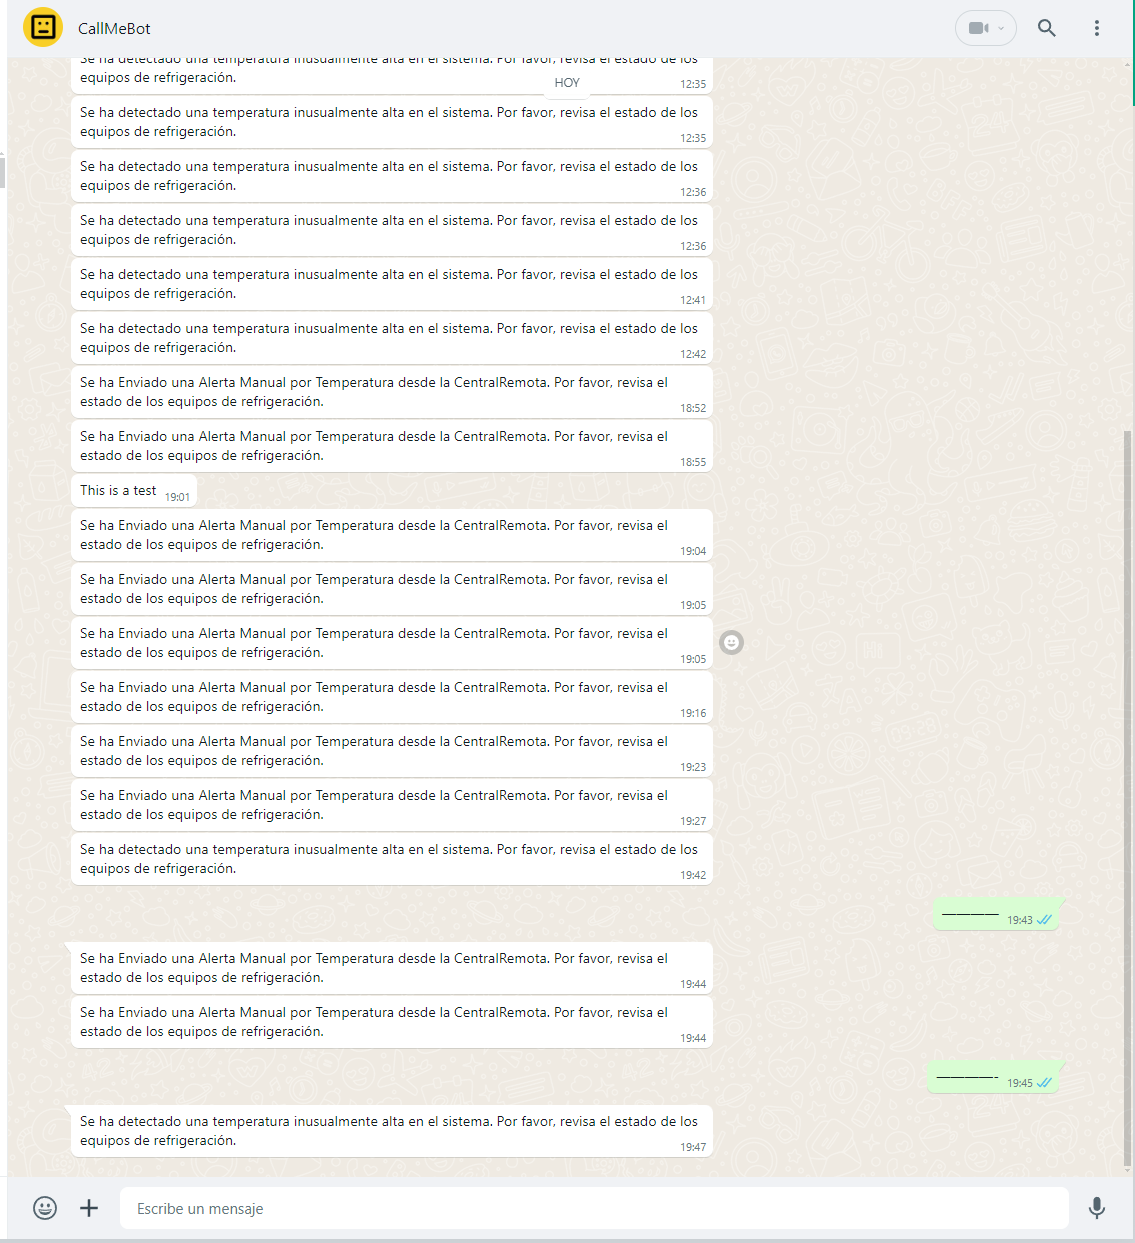 CallMeBot
Se ha detectado una temperatura inusualmente alta en el sistema. Por favor, revisa el estado de los
equipos de refrigeración.
12:35
HOY
Se ha detectado una temperatura inusualmente alta en el sistema. Por favor, revisa el estado de los
equipos de refrigeración.
12:35
Se ha detectado una temperatura inusualmente alta en el sistema. Por favor, revisa el estado de los
equipos de refrigeración.
12:36
Se ha detectado una temperatura inusualmente alta en el sistema. Por favor, revisa el estado de los
equipos de refrigeración.
12:36
Se ha detectado una temperatura inusualmente alta en el sistema. Por favor, revisa el estado de los
equipos de refrigeración.
12:41
Se ha detectado una temperatura inusualmente alta en el sistema. Por favor, revisa el estado de los
equipos de refrigeración.
12:42
Se ha Enviado una Alerta Manual por Temperatura desde la CentralRemota. Por favor, revisa el
estado de los equipos de refrigeración.
18:52
Se ha Enviado una Alerta Manual por Temperatura desde la CentralRemota. Por favor, revisa el
estado de los equipos de refrigeración.
18:55
This is a test 19:01
Se ha Enviado una Alerta Manual por Temperatura desde la CentralRemota. Por favor, revisa el
estado de los equipos de refrigeración.
19:04
Se ha Enviado una Alerta Manual por Temperatura desde la CentralRemota. Por favor, revisa el
estado de los equipos de refrigeración.
19:05
Se ha Enviado una Alerta Manual por Temperatura desde la CentralRemota. Por favor, revisa el
estado de los equipos de refrigeración.
19:05
Se ha Enviado una Alerta Manual por Temperatura desde la CentralRemota. Por favor, revisa el
estado de los equipos de refrigeración.
19:16
Se ha Enviado una Alerta Manual por Temperatura desde la CentralRemota. Por favor, revisa el
estado de los equipos de refrigeración.
19:23
Se ha Enviado una Alerta Manual por Temperatura desde la CentralRemota. Por favor, revisa el
estado de los equipos de refrigeración.
19:27
Se ha detectado una temperatura inusualmente alta en el sistema. Por favor, revisa el estado de los
equipos de refrigeración.
19:42
———— 19:43
Se ha Enviado una Alerta Manual por Temperatura desde la CentralRemota. Por favor, revisa el
estado de los equipos de refrigeración.
19:44
Se ha Enviado una Alerta Manual por Temperatura desde la CentralRemota. Por favor, revisa el
estado de los equipos de refrigeración.
19:44
————- 19:45
Se ha detectado una temperatura inusualmente alta en el sistema. Por favor, revisa el estado de los
equipos de refrigeración.
19:47
Escribe un mensaje